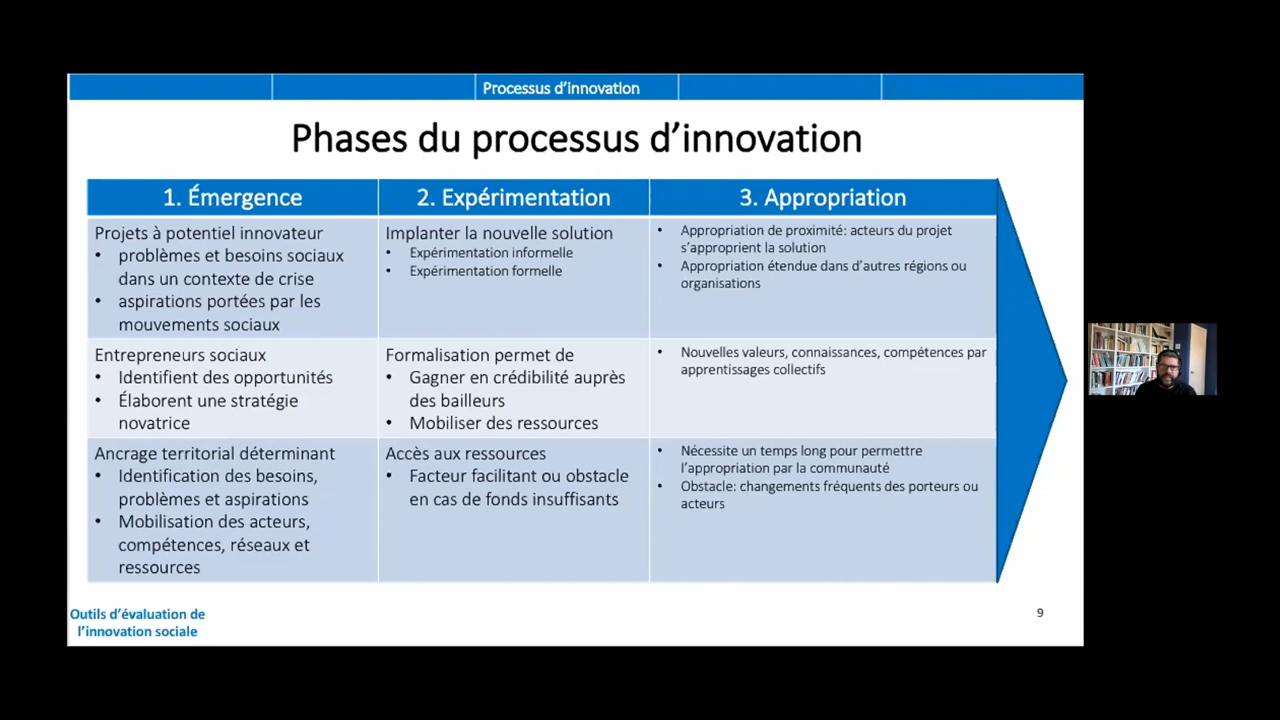 Processus d’innovation
Phases du processus d’innovation
1. Émergence
2. Expérimentation
3. Appropriation
Projets à potentiel innovateur
• problèmes et besoins sociaux
dans un contexte de crise
• aspirations portées par les
mouvements sociaux
Implanter la nouvelle solution
• Expérimentation informelle
• Expérimentation formelle
• Appropriation de proximité: acteurs du projet
s’approprient la solution
• Appropriation étendue dans d’autres régions ou
organisations
Entrepreneurs sociaux
• Identifient des opportunités
• Élaborent une stratégie
novatrice
Formalisation permet de
• Gagner en crédibilité auprès
des bailleurs
• Mobiliser des ressources
• Nouvelles valeurs, connaissances, compétences par
apprentissages collectifs
Ancrage territorial déterminant
• Identification des besoins,
problèmes et aspirations
• Mobilisation des acteurs,
compétences, réseaux et
ressources
Accès aux ressources
• Facteur facilitant ou obstacle
en cas de fonds insuffisants
• Nécessite un temps long pour permettre
l’appropriation par la communauté
• Obstacle: changements fréquents des porteurs ou
acteurs
Outils d’évaluation de
l’innovation sociale
9